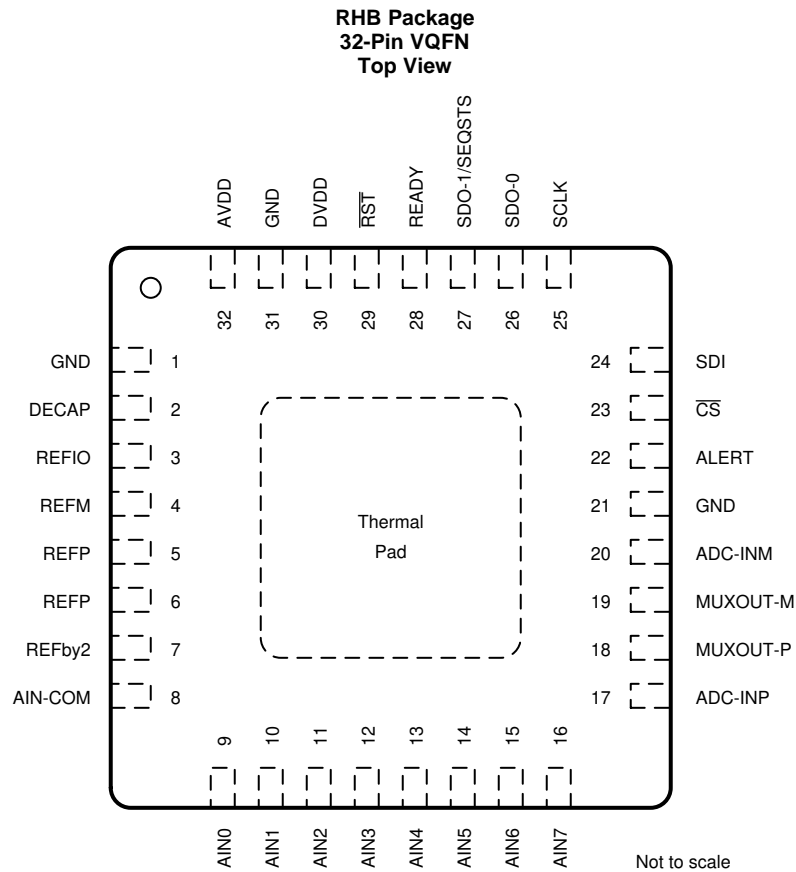 RHB Package
32-Pin VQFN
Top View
AVDD
GND
DVDD
RST
READY
SDO-1/SEQSTS
SDO-0
SCLK
32 31 30 29 28 27 26 25
GND 1
DECAP 2
REFIO 3
REFM 4
REFP 5
REFP 6
REFby2 7
AIN-COM 8
Thermal
Pad
24 SDI
23 CS
22 ALERT
21 GND
20 ADC-INM
19 MUXOUT-M
18 MUXOUT-P
17 ADC-INP
9 10 11 12 13 14 15 16
AIN0
AIN1
AIN2
AIN3
AIN4
AIN5
AIN6
AIN7
Not to scale